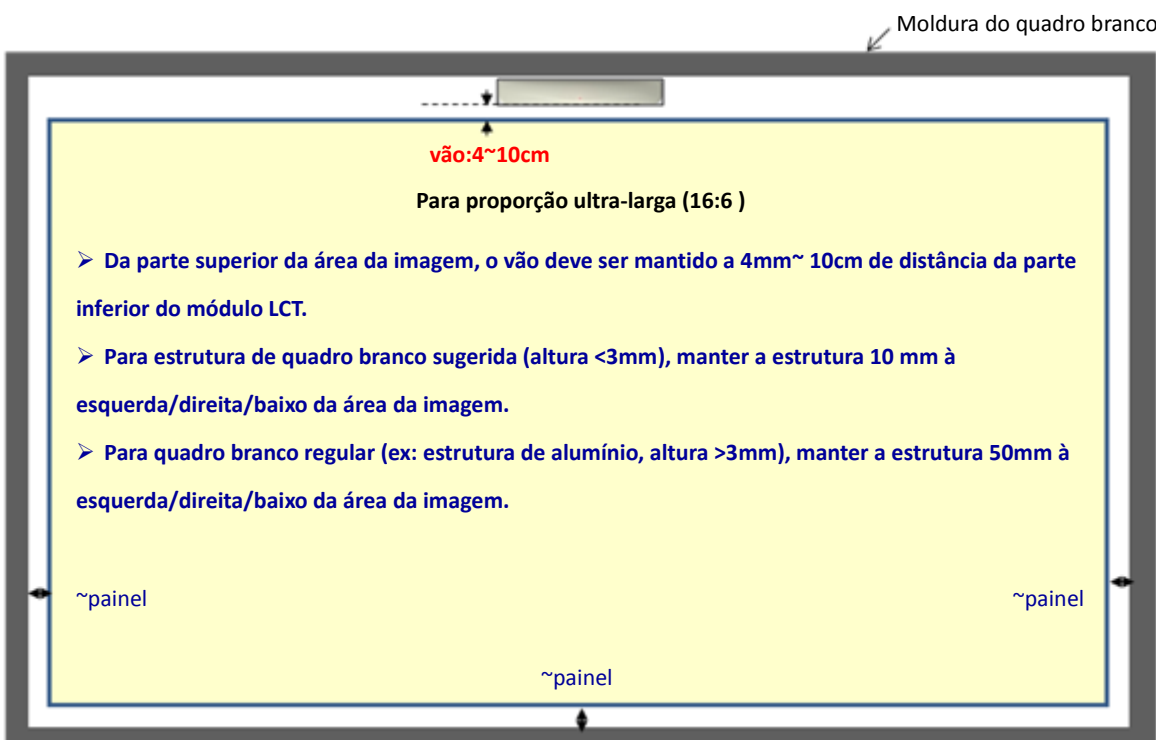 Moldura do quadro branco
vão:4~10cm
Para proporção ultra-larga (16:6 )
➢ Da parte superior da área da imagem, o vão deve ser mantido a 4mm~ 10cm de distância da parte
inferior do módulo LCT.
➢ Para estrutura de quadro branco sugerida (altura <3mm), manter a estrutura 10 mm à
esquerda/direita/baixo da área da imagem.
➢ Para quadro branco regular (ex: estrutura de alumínio, altura >3mm), manter a estrutura 50mm à
esquerda/direita/baixo da área da imagem.
~painel
~painel
~painel